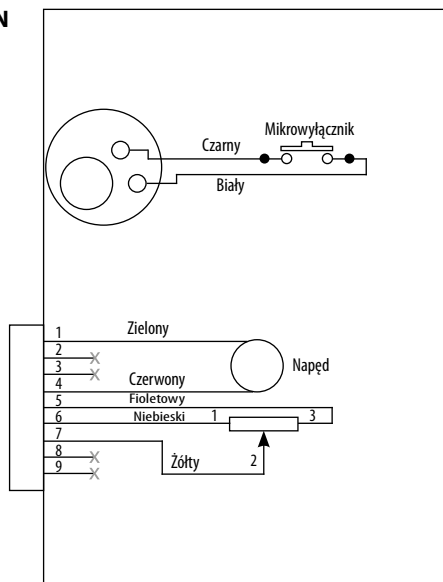 N
Czarny
Mikrowyłącznik
Biały
1 Zielony
2
3
Napęd
4 Czerwony
5 Fioletowy
6 Niebieski 1 3
7
8 Żółty 2
9